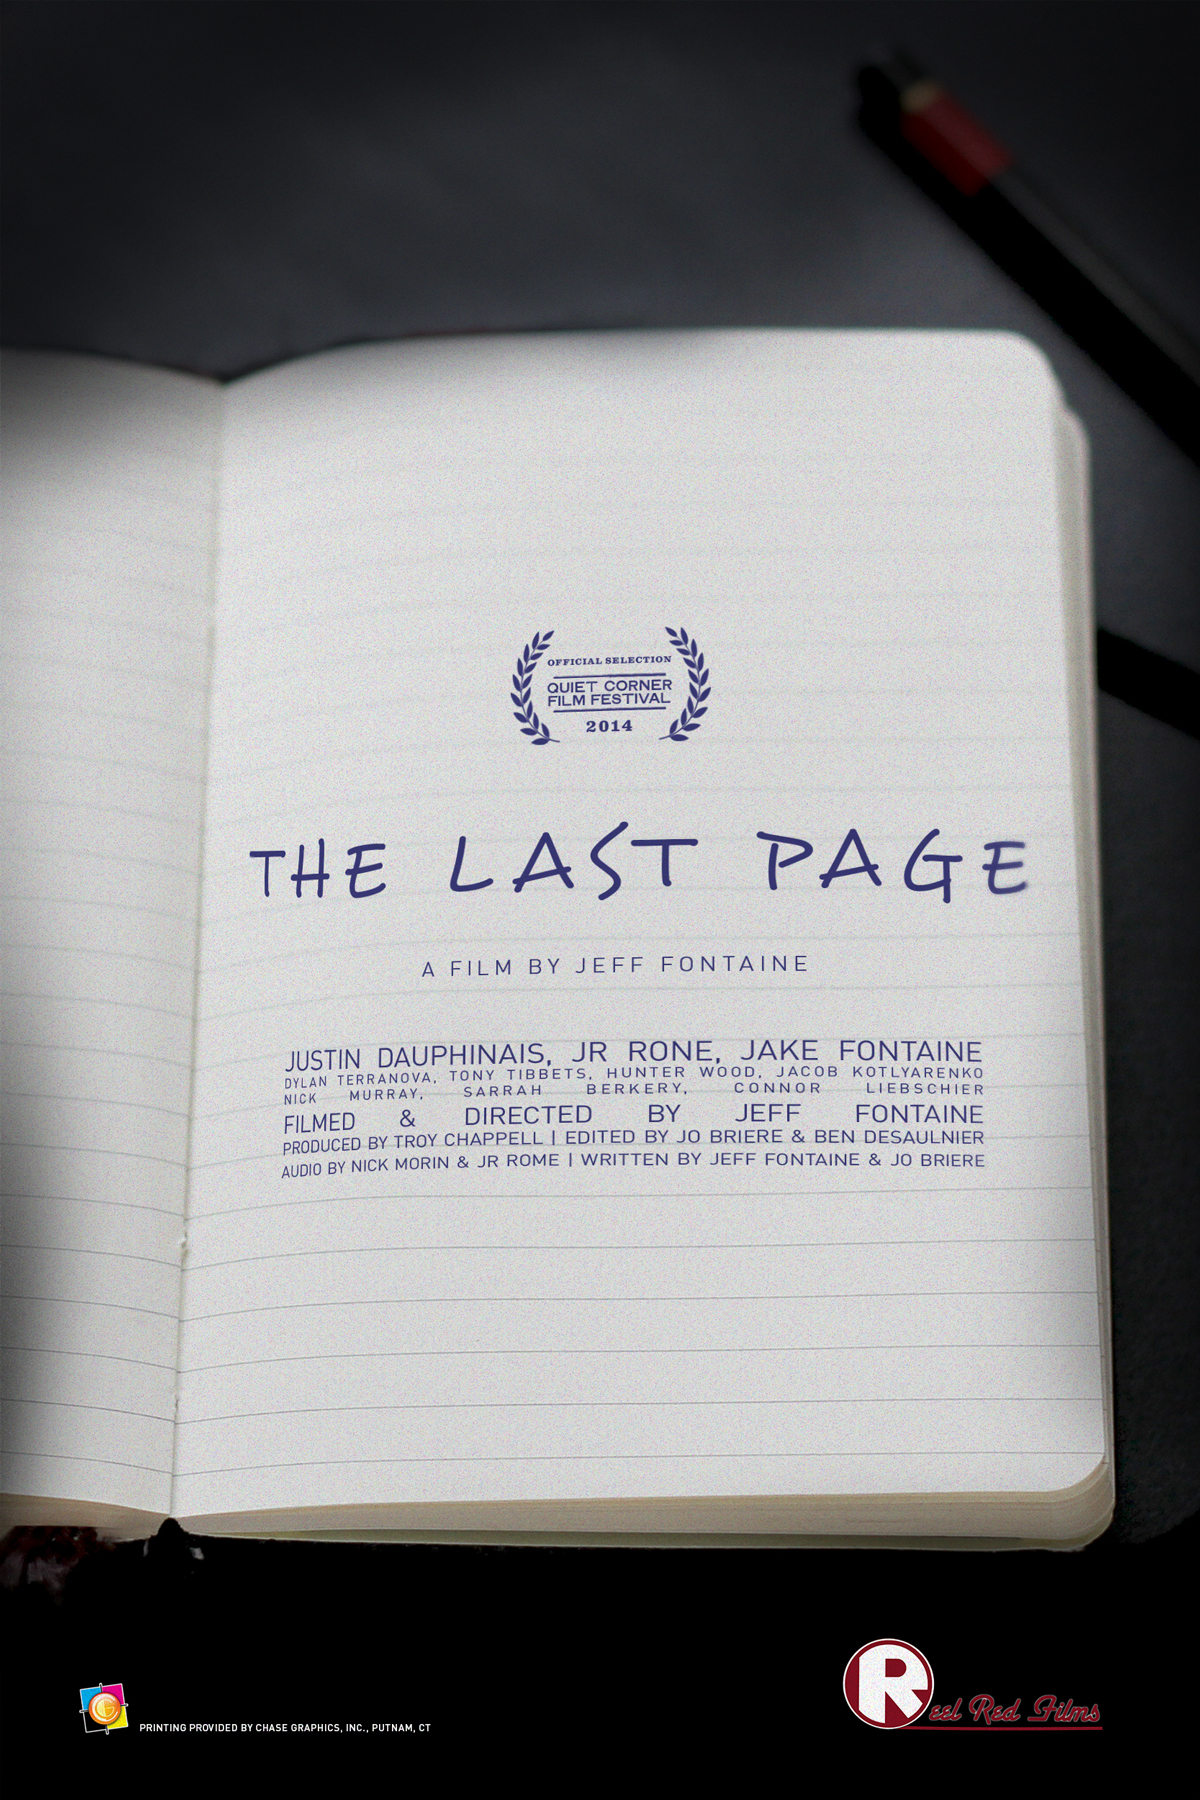 OFFICIAL SELECTION
QUIET CORNER
FILM FESTIVAL
2014
THE LAST PAGE
A FILM BY JEFF FONTAINE
JUSTIN DAUPHINAIS, JR RONE, JAKE FONTAINE
DYLAN TERRANOVA, TONY TIBBETS, HUNTER WOOD, JACOB KOTLYARENKO
NICK MURRAY, SARRAH BERKERY, CONNOR LIEBSCHIER
FILMED & DIRECTED BY JEFF FONTAINE
PRODUCED BY TROY CHAPPELL | EDITED BY JO BRIERE & BEN DESAULNIER
AUDIO BY NICK MORIN & JR ROME | WRITTEN BY JEFF FONTAINE & JO BRIERE
PRINTING PROVIDED BY CHASE GRAPHICS, INC., PUTNAM, CT
Reel Red Films